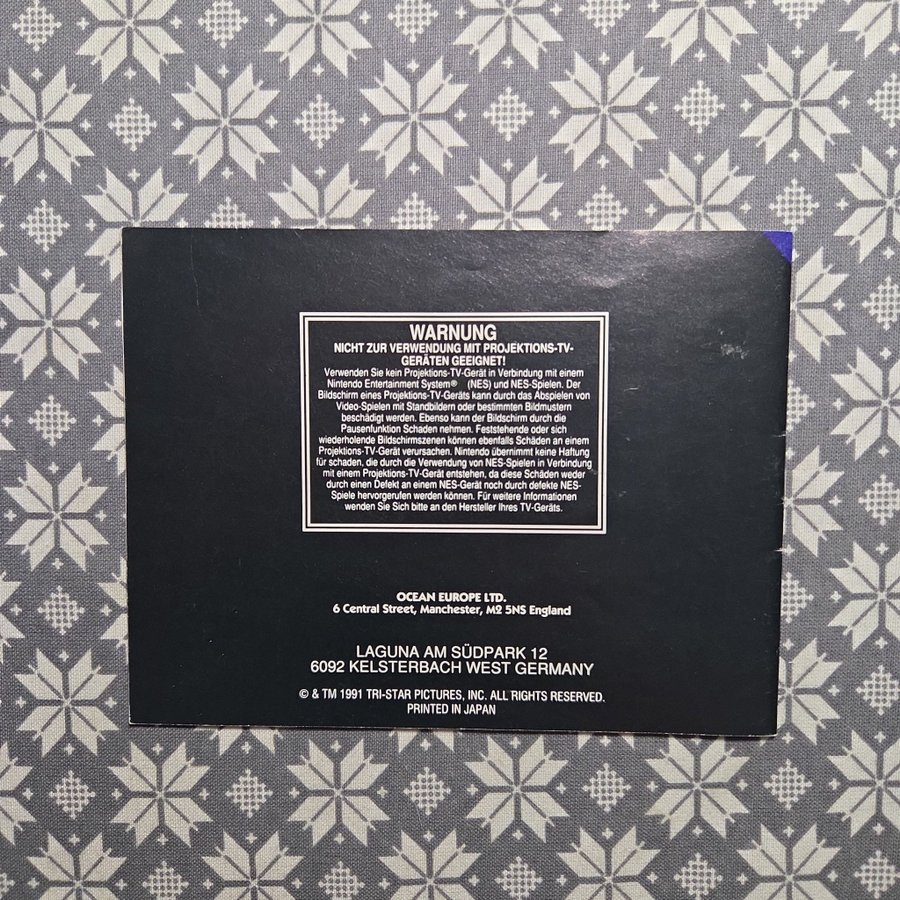 WARNUNG
NICHT ZUR VERWENDUNG MIT PROJEKTIONS-TV-
GERÄTEN GEEIGNET!
Verwenden Sie kein Projektions-TV-Gerät in Verbindung mit einem
Nintendo Entertainment System® (NES) und NES-Spielen. Der
Bildschirm eines Projektions-TV-Geräts kann durch das Abspielen von
Video-Spielen mit Standbildern oder bestimmten Bildmustern
beschädigt werden. Ebenso kann der Bildschirm durch die
Pausenfunktion Schaden nehmen. Feststehende oder sich
wiederholende Bildschirmszenen können ebenfalls Schäden an einem
Projektions-TV-Gerät verursachen. Nintendo übernimmt keine Haftung
für schaden, die durch die Verwendung von NES-Spielen in Verbindung
mit einem Projektions-TV-Gerät entstehen, da diese Schäden weder
durch einen Defekt an einem NES-Gerät noch durch defekte NES-
Spiele hervorgerufen werden können. Für weitere Informationen
wenden Sie Sich bitte an den Hersteller Ihres TV-Geräts.
OCEAN EUROPE LTD.
6 Central Street, Manchester, M2 5NS England
LAGUNA AM SÜDPARK 12
6092 KELSTERBACH WEST GERMANY
© & TM 1991 TRI-STAR PICTURES, INC. ALL RIGHTS RESERVED.
PRINTED IN JAPAN